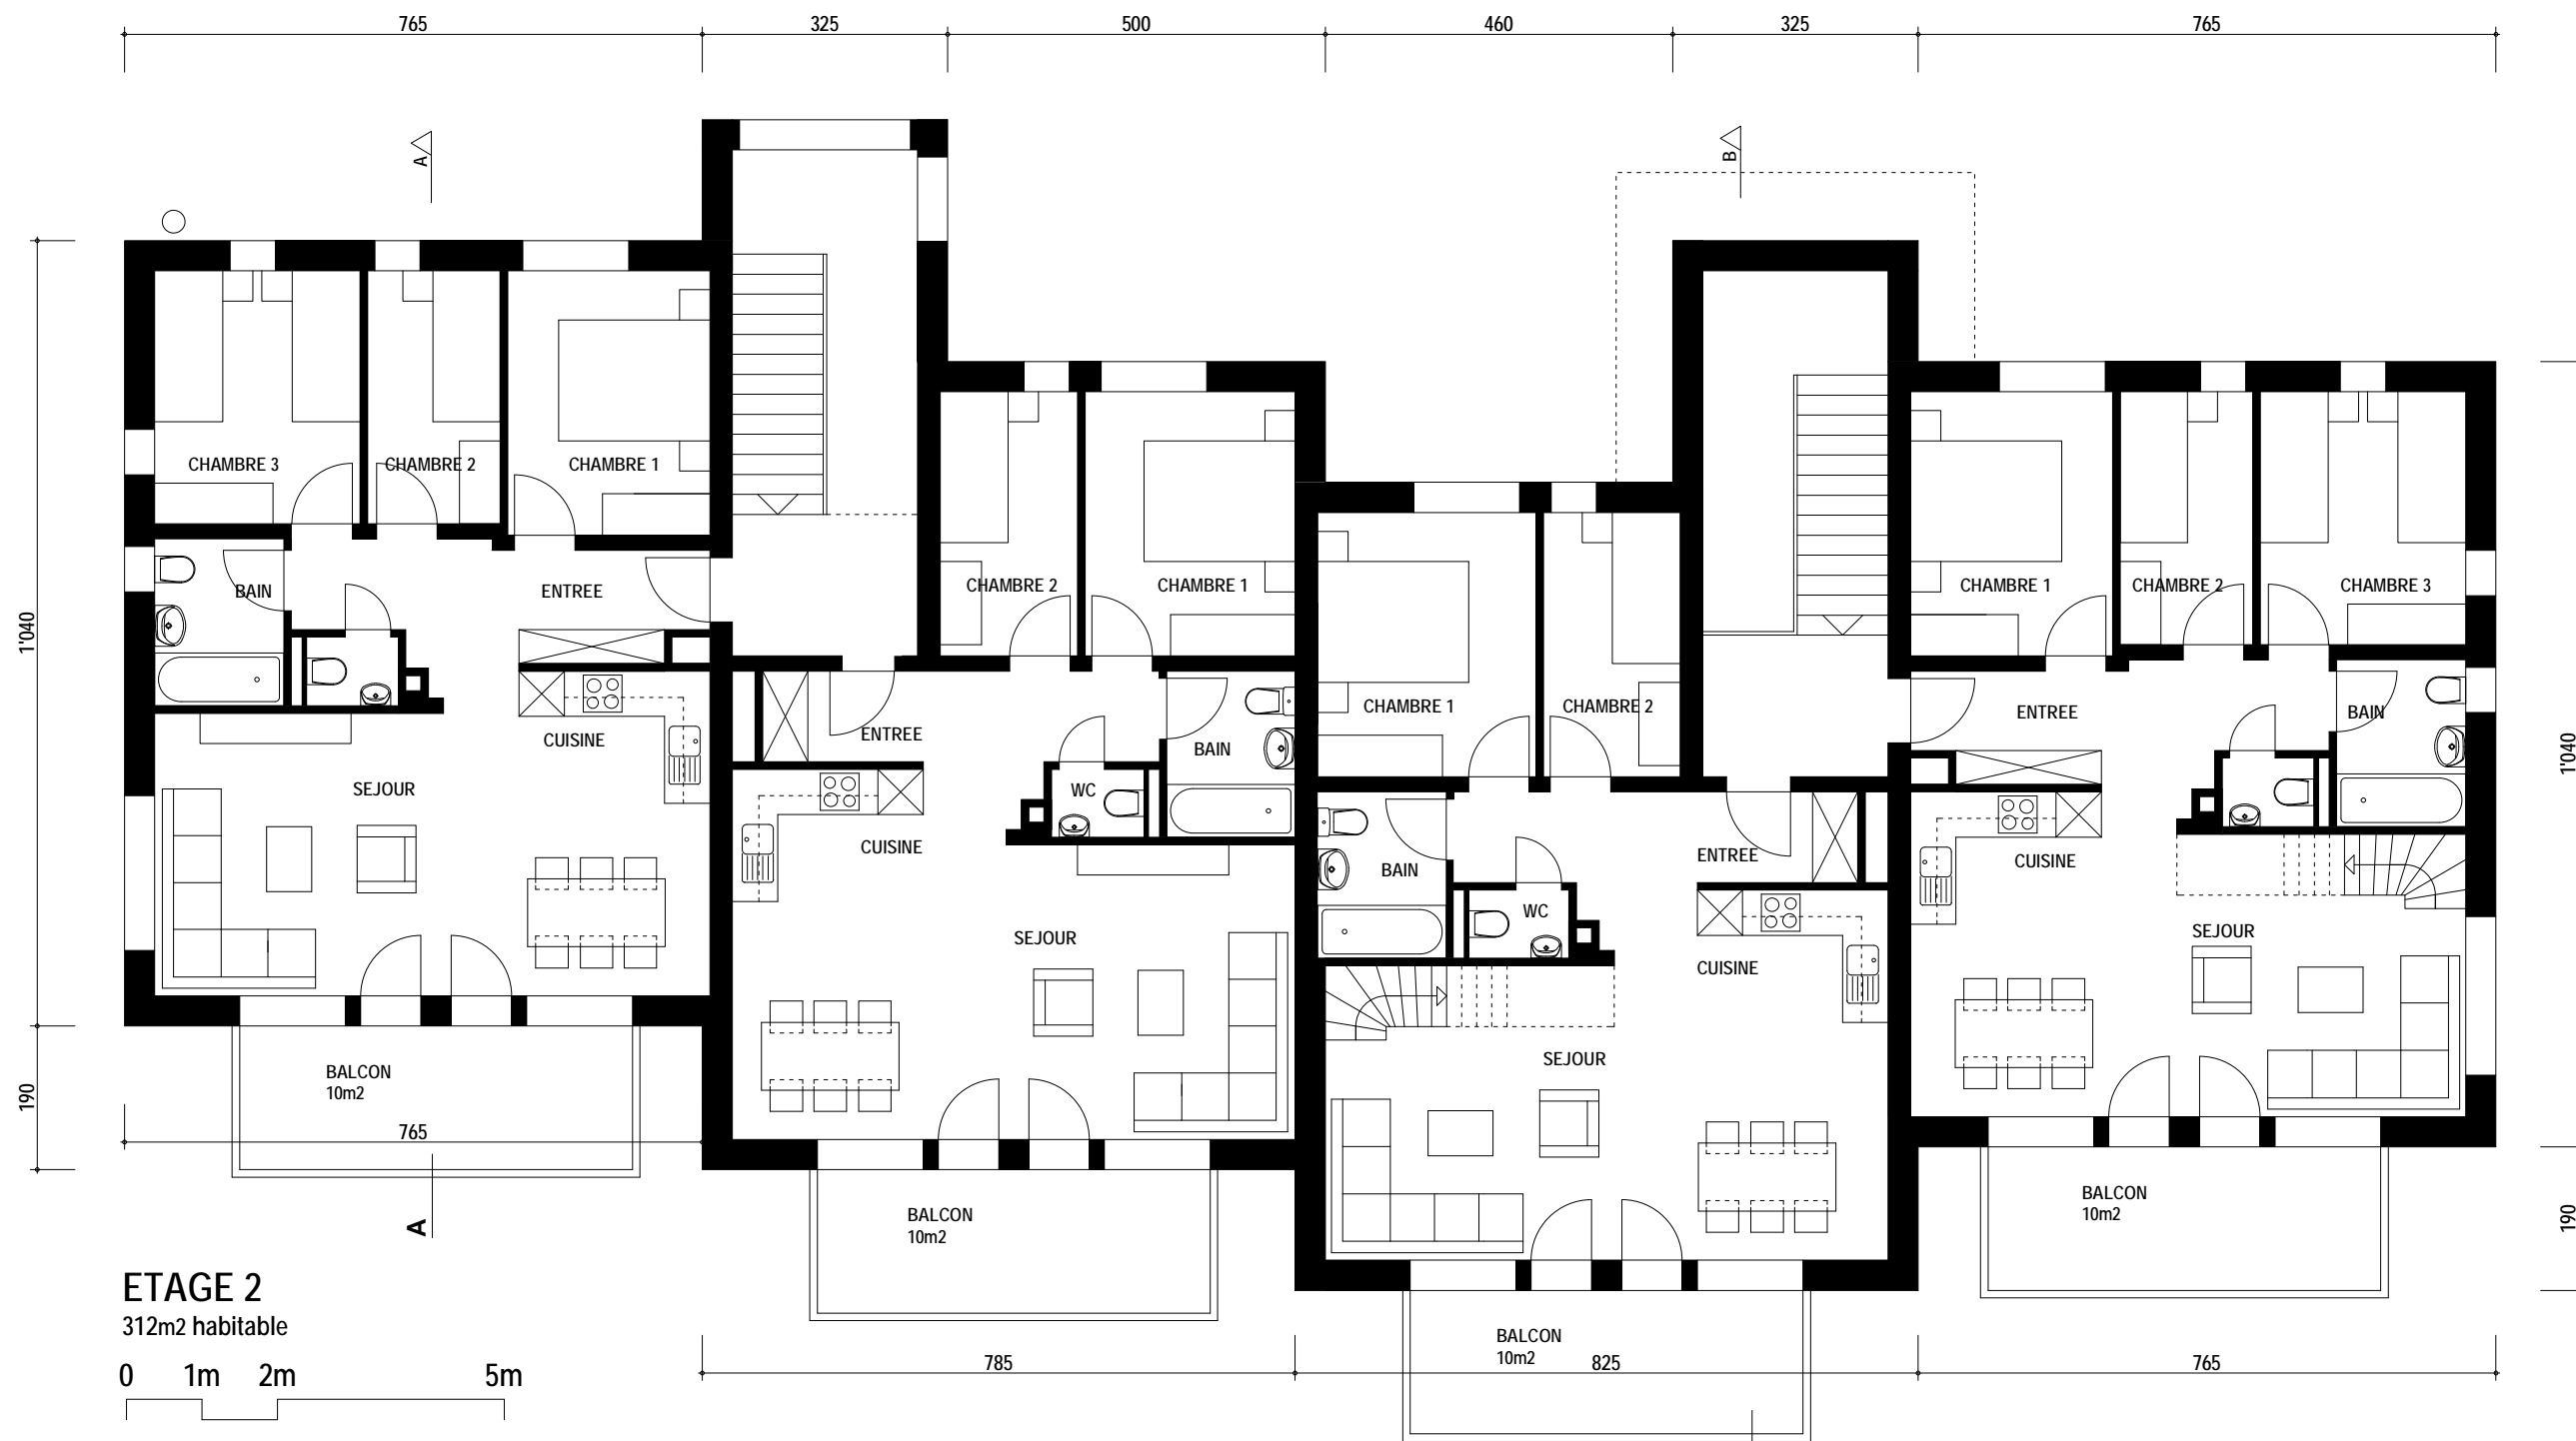 765
325
500
460
325
765
A
B
CHAMBRE 3
CHAMBRE 2
CHAMBRE 1
CHAMBRE 2
CHAMBRE 1
CHAMBRE 1
CHAMBRE 2
CHAMBRE 3
BAIN
ENTREE
1'040
CHAMBRE 1
CHAMBRE 2
ENTREE
BAIN
CUISINE
ENTREE
BAIN
1'040
SEJOUR
WC
CUISINE
ENTREE
CUISINE
BAIN
WC
SEJOUR
CUISINE
SEJOUR
SEJOUR
BALCON
10m2
190
765
BALCON
10m2
190
A
BALCON
10m2
ETAGE 2
312m2 habitable
BALCON
10m2
785
825
765
0 1m 2m 5m